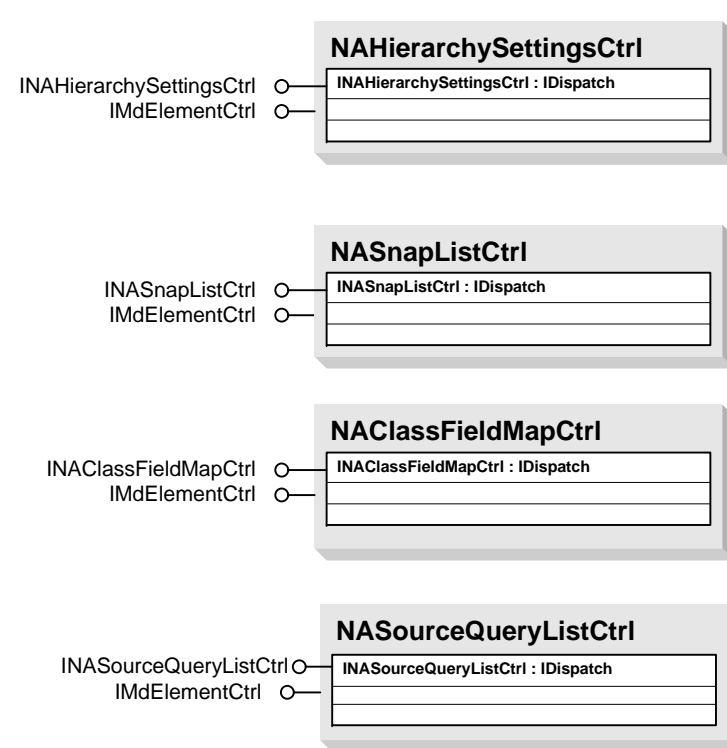 NAHierarchySettingsCtrl
INAHierarchySettingsCtrl
INAHierarchySettingsCtrl : IDispatch
IMdElementCtrl
NASnapListCtrl
INASnapListCtrl
INASnapListCtrl : IDispatch
IMdElementCtrl
NAClassFieldMapCtrl
INAClassFieldMapCtrl
INAClassFieldMapCtrl : IDispatch
IMdElementCtrl
NASourceQueryListCtrl
INASourceQueryListCtrl
INASourceQueryListCtrl : IDispatch
IMdElementCtrl